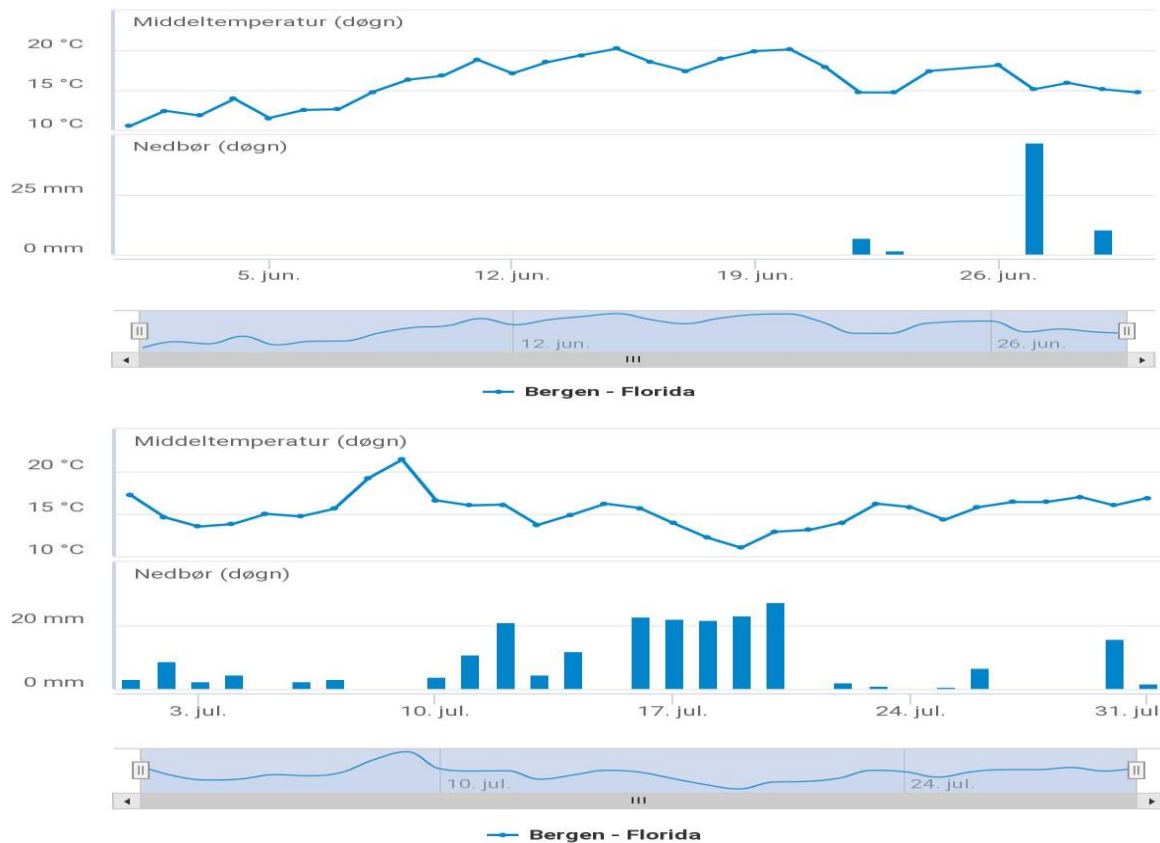 Middeltemperatur (døgn)
20 °C
15 °C
10 °C
Nedbør (døgn)
25 mm
0 mm
5. jun. 12. jun. 19. jun. 26. jun.
12. jun. 26. jun.
Bergen - Florida
Middeltemperatur (døgn)
20 °C
15 °C
10 °C
Nedbør (døgn)
20 mm
0 mm
3. jul. 10. jul. 17. jul. 24. jul. 31. jul
10. jul. 24. jul.
Bergen - Florida